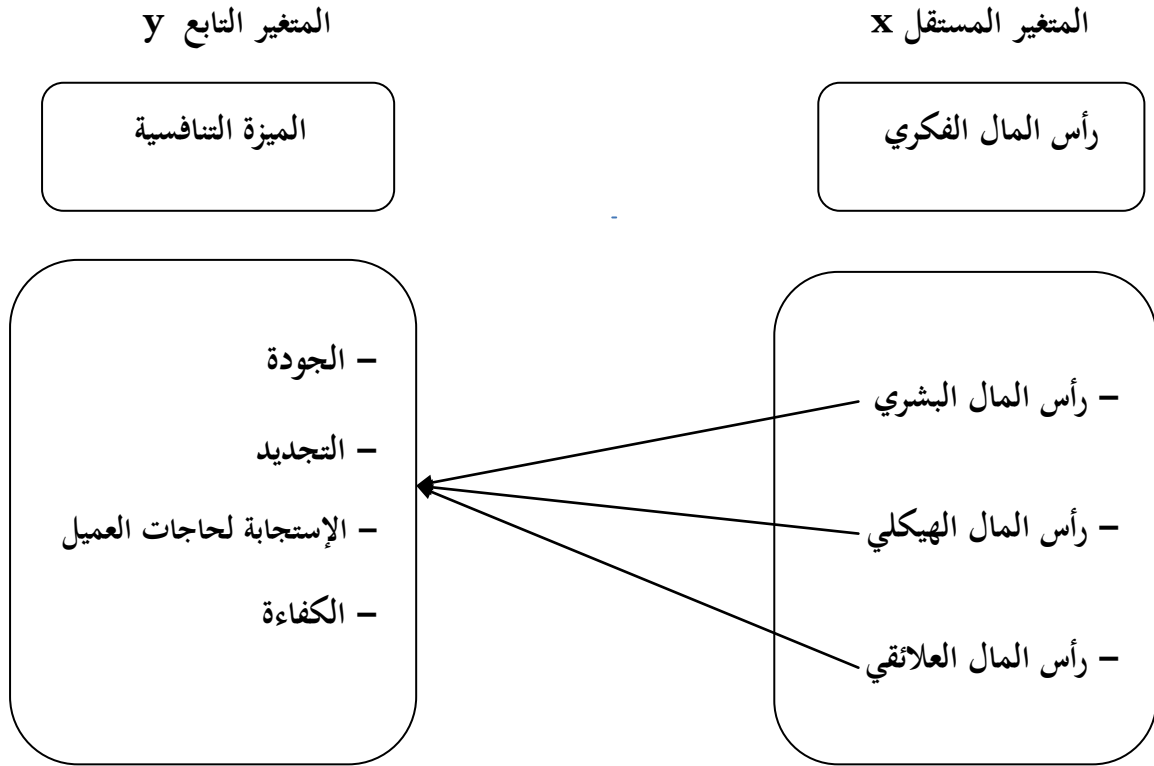 المتغير المستقل x
المتغير التابع y
رأس المال الفكري
الميزة التنافسية
– رأس المال البشري
– رأس المال الهيكلي
– رأس المال العلائقي
– الجودة
– التجديد
– الإستجابة لحاجات العميل
– الكفاءة